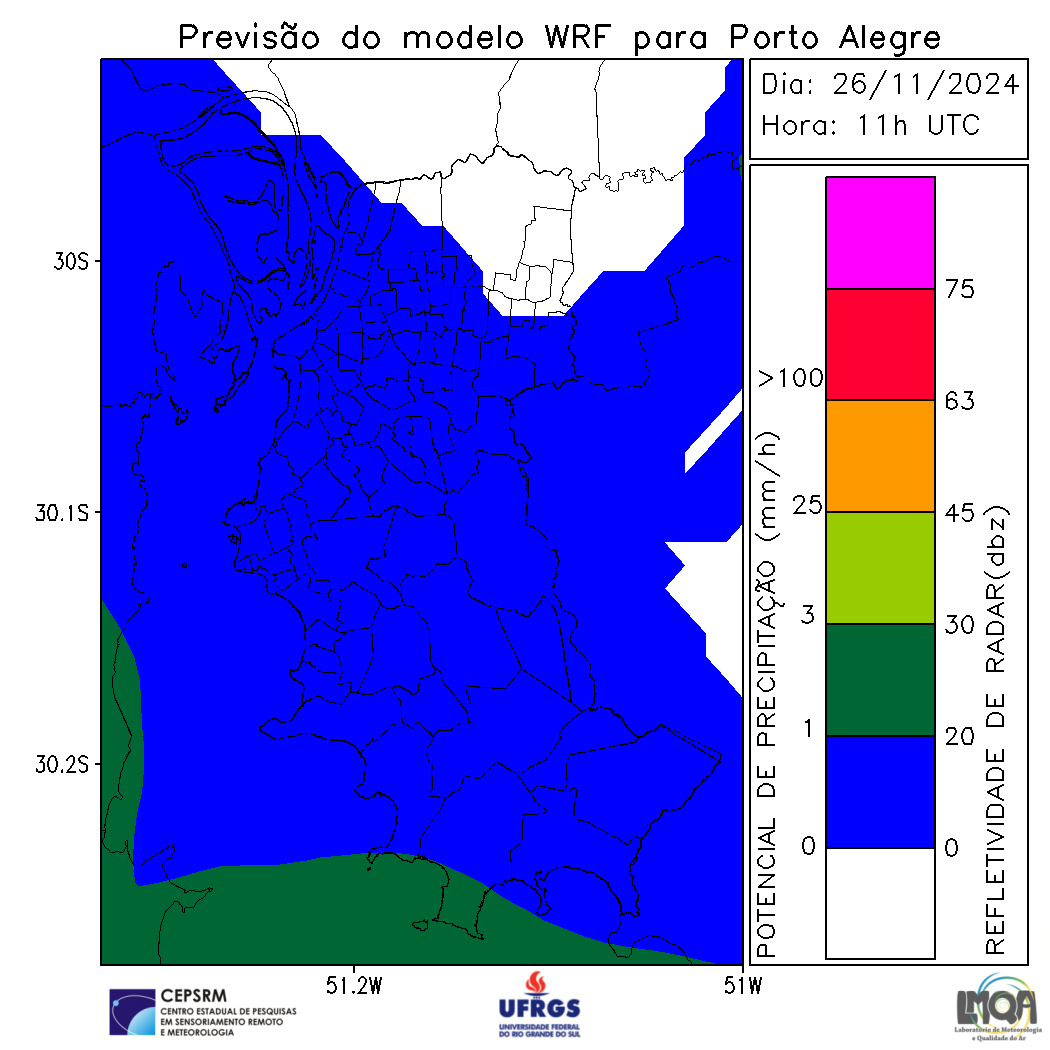 Previsão do modelo WRF para Porto Alegre
Dia: 26/11/2024
Hora: 11h UTC
30S
30.1S
30.2S
51.2W
51W
POTENCIAL DE PRECIPITAÇÃO (mm/h)
>100
25
3
1
0
75
63
45
30
20
0
REFLETIVIDADE DE RADAR(dbz)
CEPSRM
CENTRO ESTADUAL DE PESQUISAS
EM SENSORIAMENTO REMOTO
E METEOROLOGIA
UFRGS
UNIVERSIDADE FEDERAL
DO RIO GRANDE DO SUL
LMQA
Laboratório de Meteorologia
e Qualidade do Ar